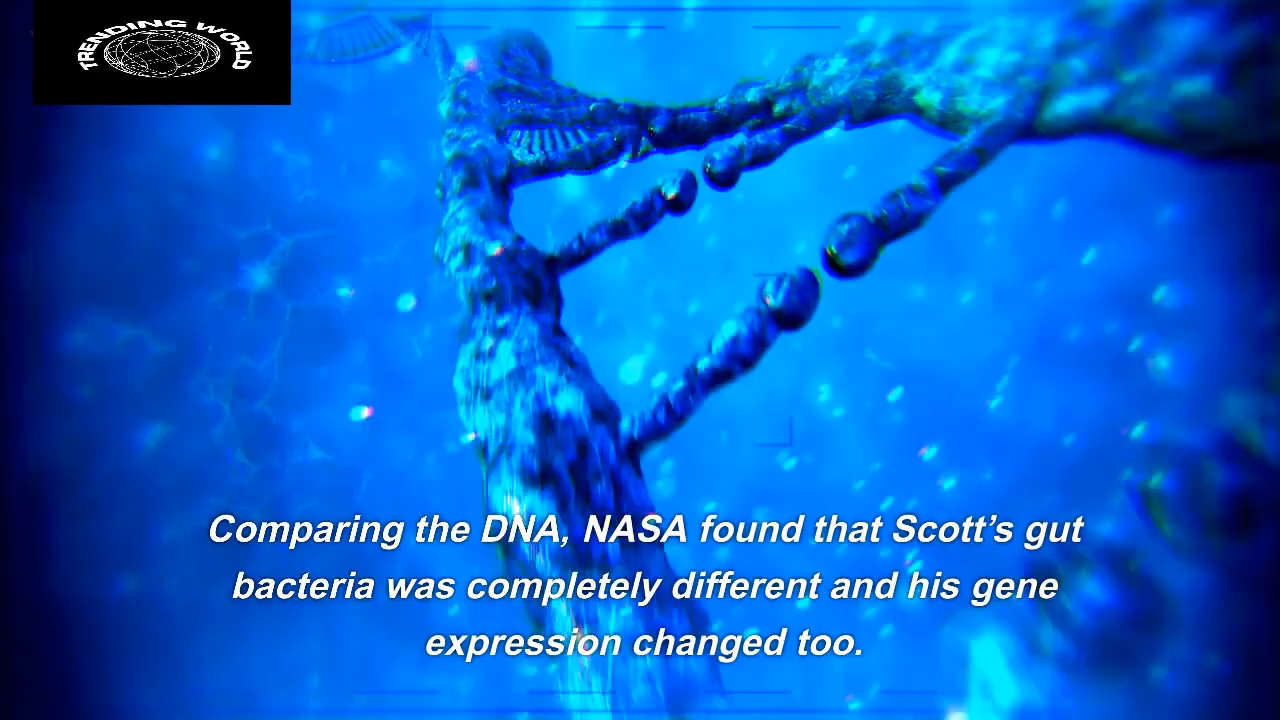 TRENDING WORLD
Comparing the DNA, NASA found that Scott’s gut
bacteria was completely different and his gene
expression changed too.